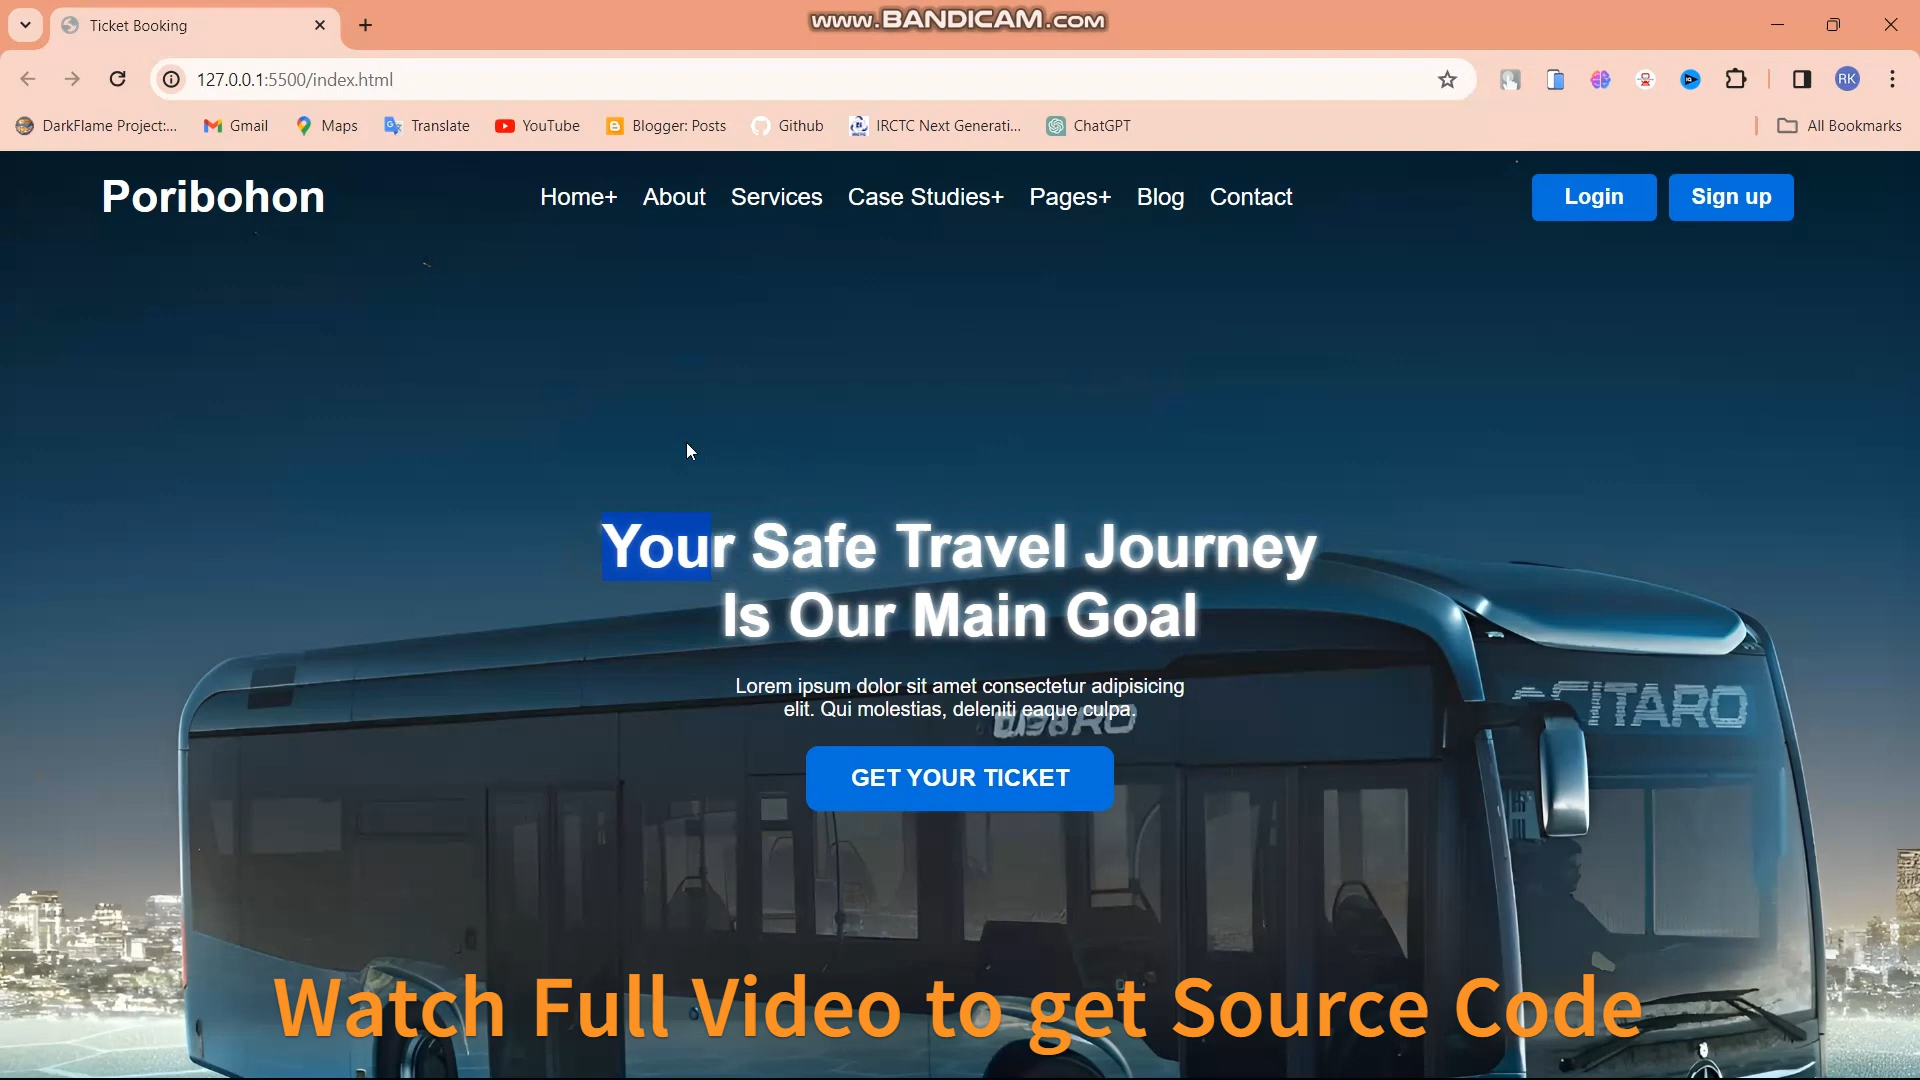 Ticket Booking
www.BANDICAM.com
127.0.0.1:5500/index.html
RK
DarkFlame Project:...
Gmail
Maps
Translate
YouTube
Blogger: Posts
Github
IRCTC Next Generati...
ChatGPT
All Bookmarks
Poribohon
Home+
About
Services
Case Studies+
Pages+
Blog
Contact
Login
Sign up
Your Safe Travel Journey
Is Our Main Goal
Lorem ipsum dolor sit amet consectetur adipisicing
elit. Qui molestias, deleniti eaque culpa.
GET YOUR TICKET
Watch Full Video to get Source Code